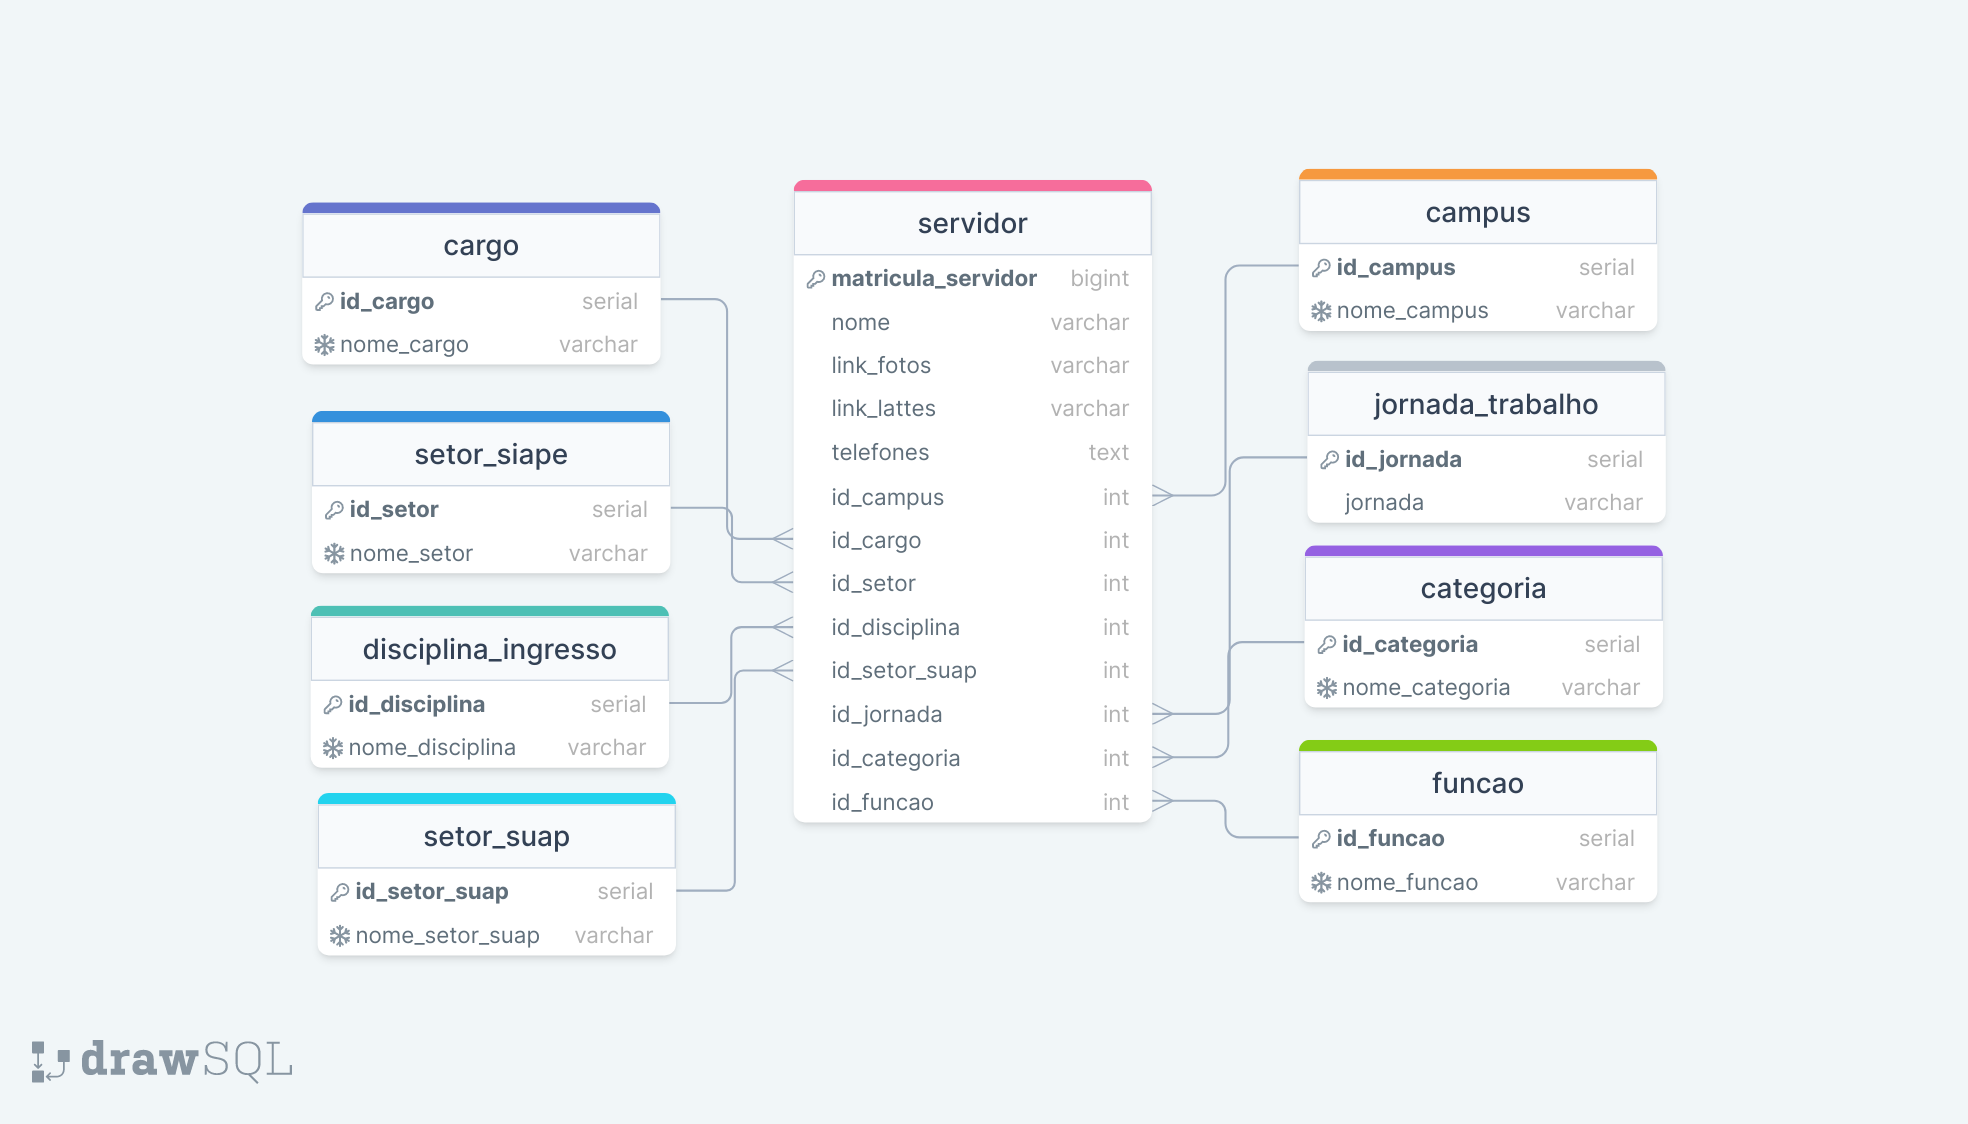 cargo
id_cargo serial
nome_cargo varchar
setor_siape
id_setor serial
nome_setor varchar
disciplina_ingresso
id_disciplina serial
nome_disciplina varchar
setor_suap
id_setor_suap serial
nome_setor_suap varchar
servidor
matricula_servidor bigint
nome varchar
link_fotos varchar
link_lattes varchar
telefones text
id_campus int
id_cargo int
id_setor int
id_disciplina int
id_setor_suap int
id_jornada int
id_categoria int
id_funcao int
campus
id_campus serial
nome_campus varchar
jornada_trabalho
id_jornada serial
jornada varchar
categoria
id_categoria serial
nome_categoria varchar
funcao
id_funcao serial
nome_funcao varchar
drawSQL